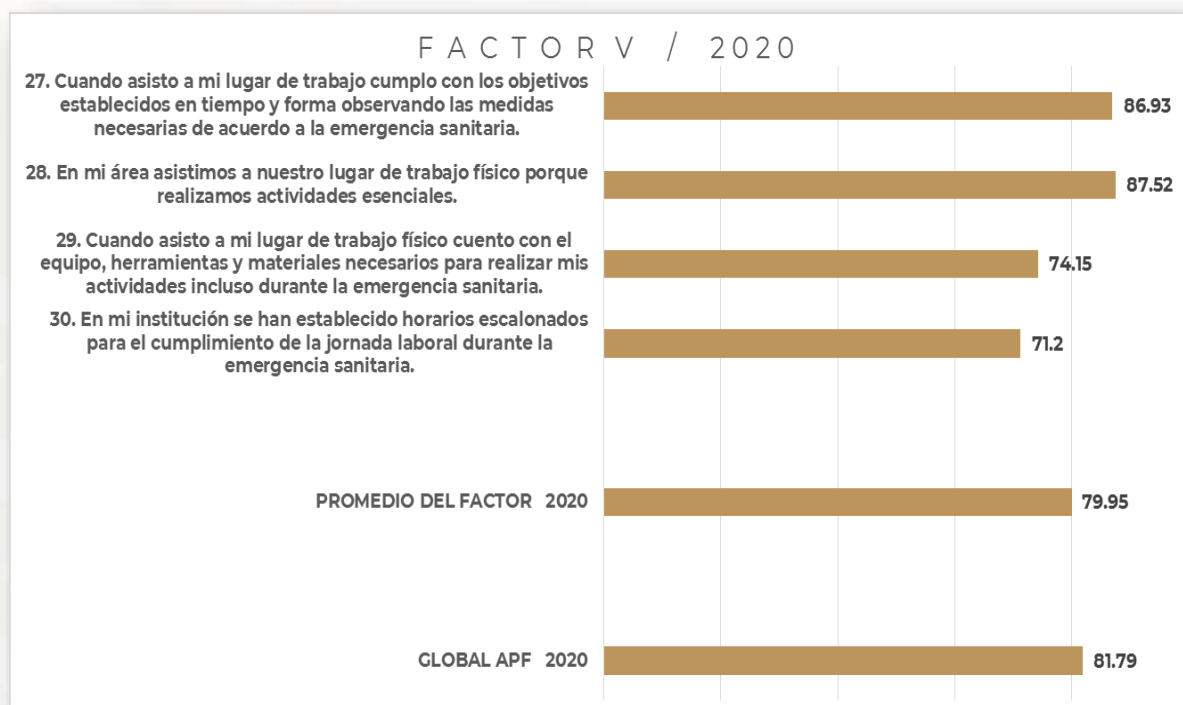 FACTOR V / 2020
27. Cuando asisto a mi lugar de trabajo cumplo con los objetivos
establecidos en tiempo y forma observando las medidas
necesarias de acuerdo a la emergencia sanitaria.
86.93
28. En mi área asistimos a nuestro lugar de trabajo físico porque
realizamos actividades esenciales.
87.52
29. Cuando asisto a mi lugar de trabajo físico cuento con el
equipo, herramientas y materiales necesarios para realizar mis
actividades incluso durante la emergencia sanitaria.
74.15
30. En mi institución se han establecido horarios escalonados
para el cumplimiento de la jornada laboral durante la
emergencia sanitaria.
71.2
PROMEDIO DEL FACTOR 2020
79.95
GLOBAL APF 2020
81.79